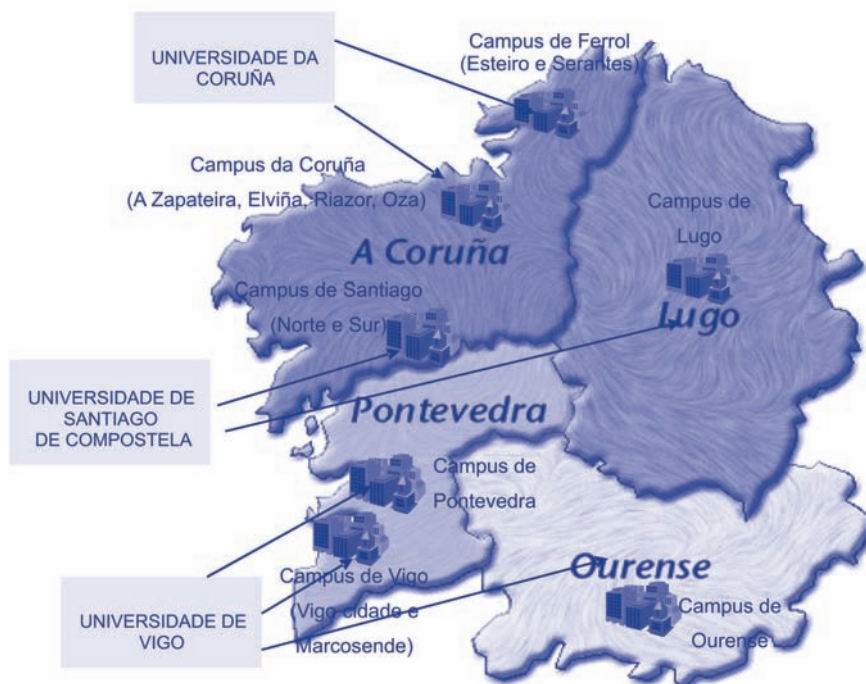 UNIVERSIDADE DA
CORUÑA
Campus de Ferrol
(Esteiro e Serantes)
Campus da Coruña
(A Zapateira, Elviña, Riazor, Oza)
A Coruña
Campus de
Lugo
Lugo
Campus de Santiago
(Norte e Sur)
UNIVERSIDADE DE
SANTIAGO
DE COMPOSTELA
Pontevedra
Campus de
Pontevedra
Campus de Vigo
(Vigo cidade e
Marcosende)
UNIVERSIDADE DE
VIGO
Ourense
Campus de
Ourense